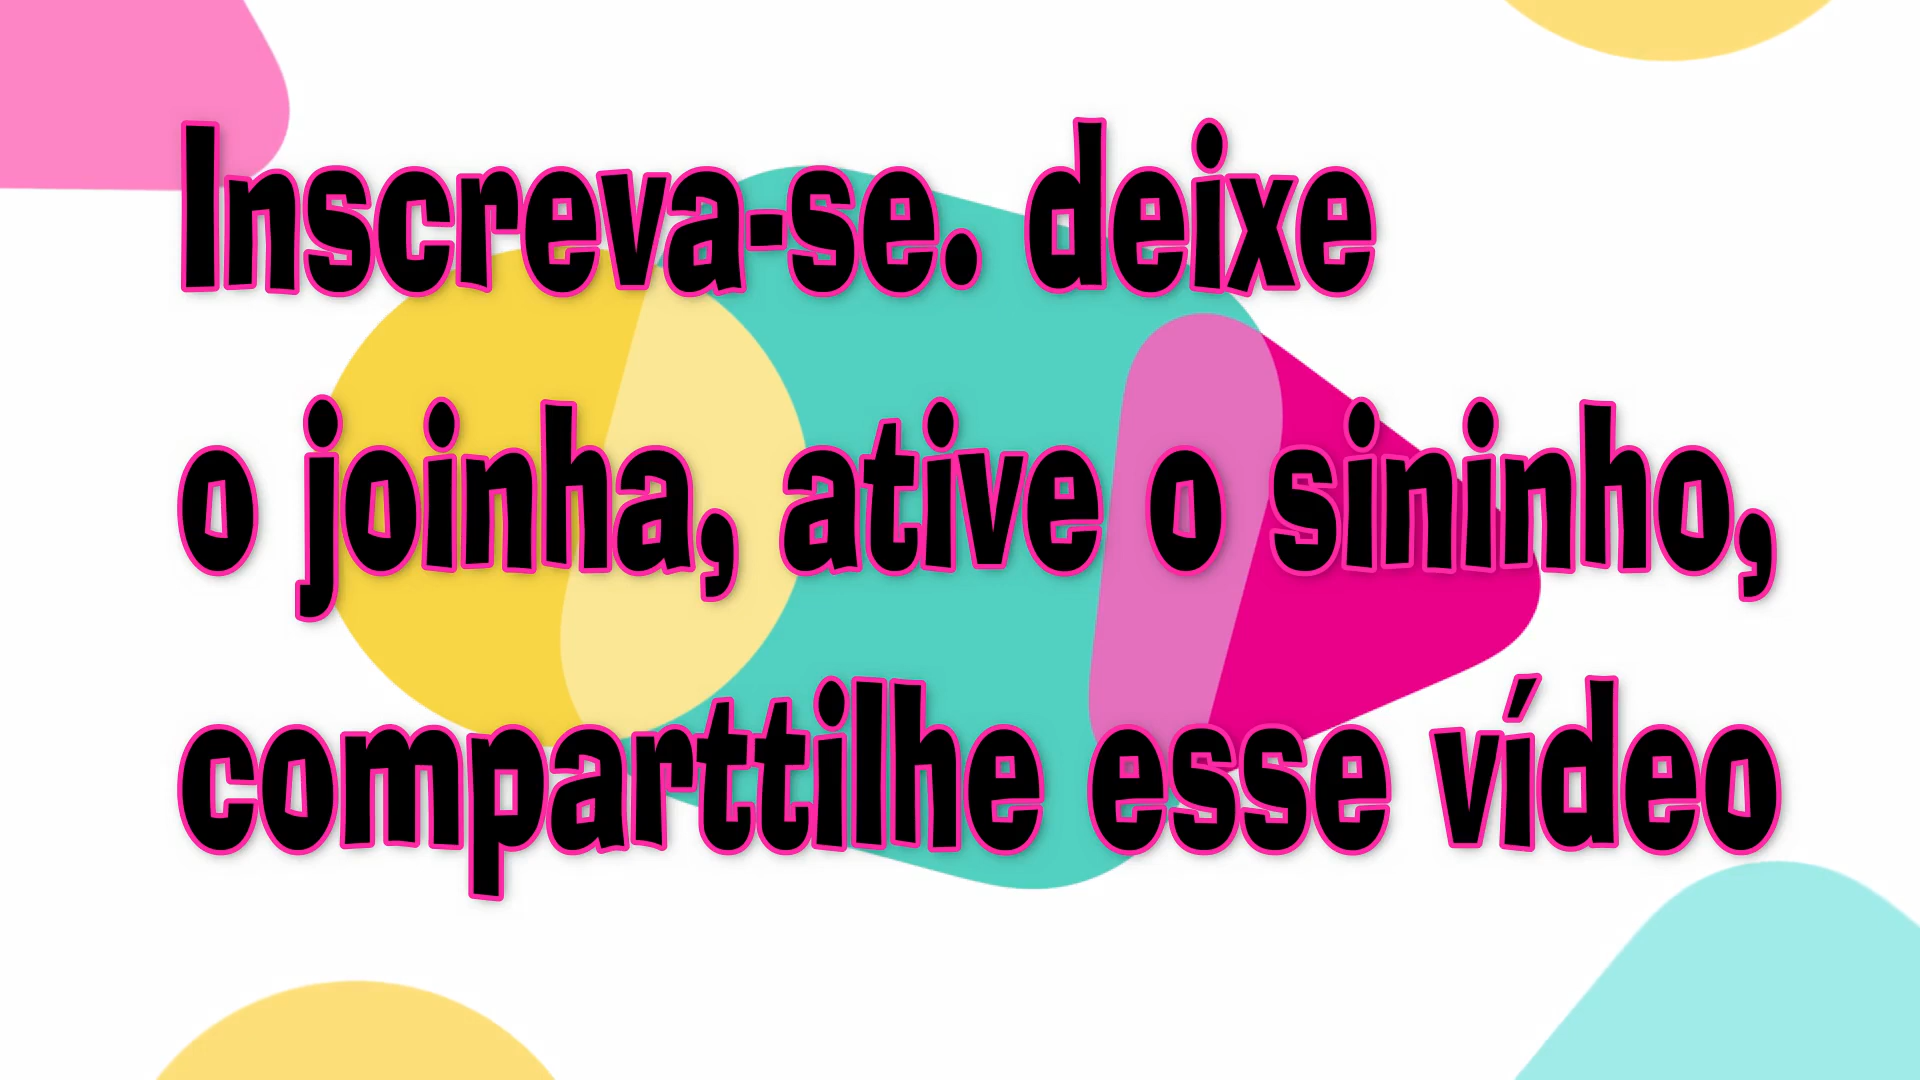 Inscreva-se. deixe
o joinha, ative o sininho,
comparttilhe esse vídeo